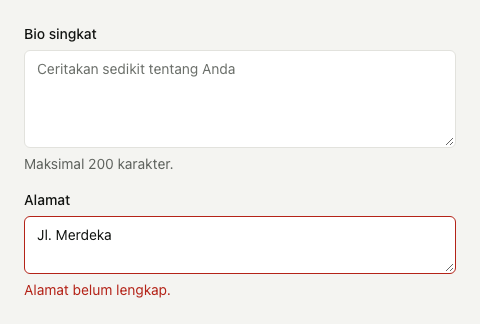 Bio singkat
Ceritakan sedikit tentang Anda
Maksimal 200 karakter.
Alamat
Jl. Merdeka
Alamat belum lengkap.